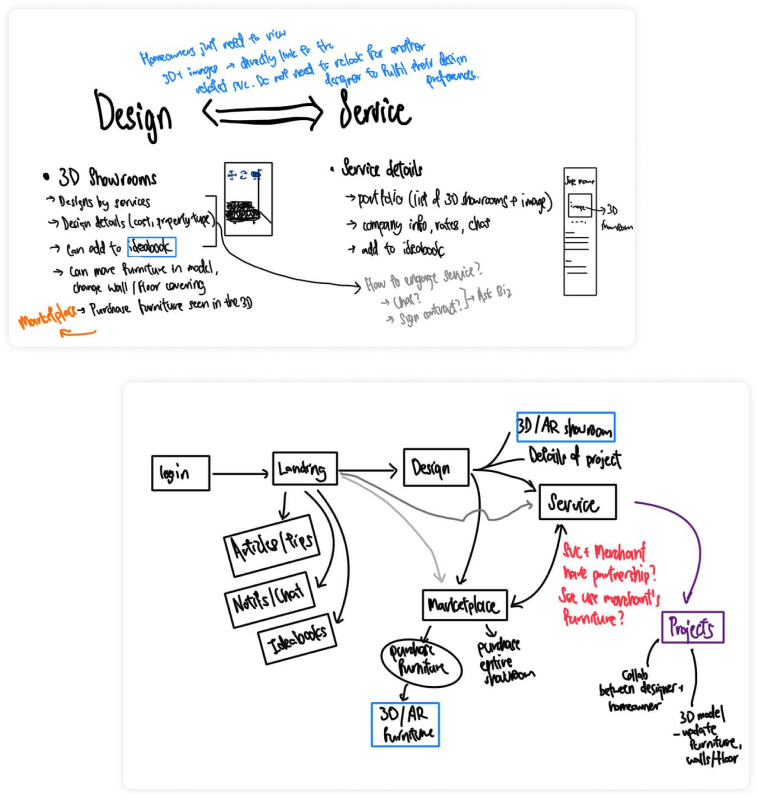 Homeowners just need to view
3D + images → directly link to the
related svc. Do not need to relook for another
designer to fulfil their design
preferences.
Design
Service
• 3D Showrooms
→ Designs by services
→ Design details (cost, property type)
→ Can add to ideabook
→ Can move furniture in model,
change wall / floor covering
Marketplace → Purchase furniture seen in the 3D
• Service details
→ portfolio (list of 3D showrooms + image)
→ company info, rates, chat
→ add to ideabook
How to engage service?
→ Chat?
→ Sign contract?
→ Ask Biz
name
image
→ 3D
login
Landing
Design
3D/AR showroom
Details of project
Service
Articles/Tips
Notifs/Chat
Ideabooks
Marketplace
Svc + Merchant
have partnership?
Svc use merchant's
furniture?
Projects
purchase
furniture
purchase
entire
showroom
3D/AR
furniture
Collab
between designer +
homeowner
3D model
- update
furniture,
walls/floor